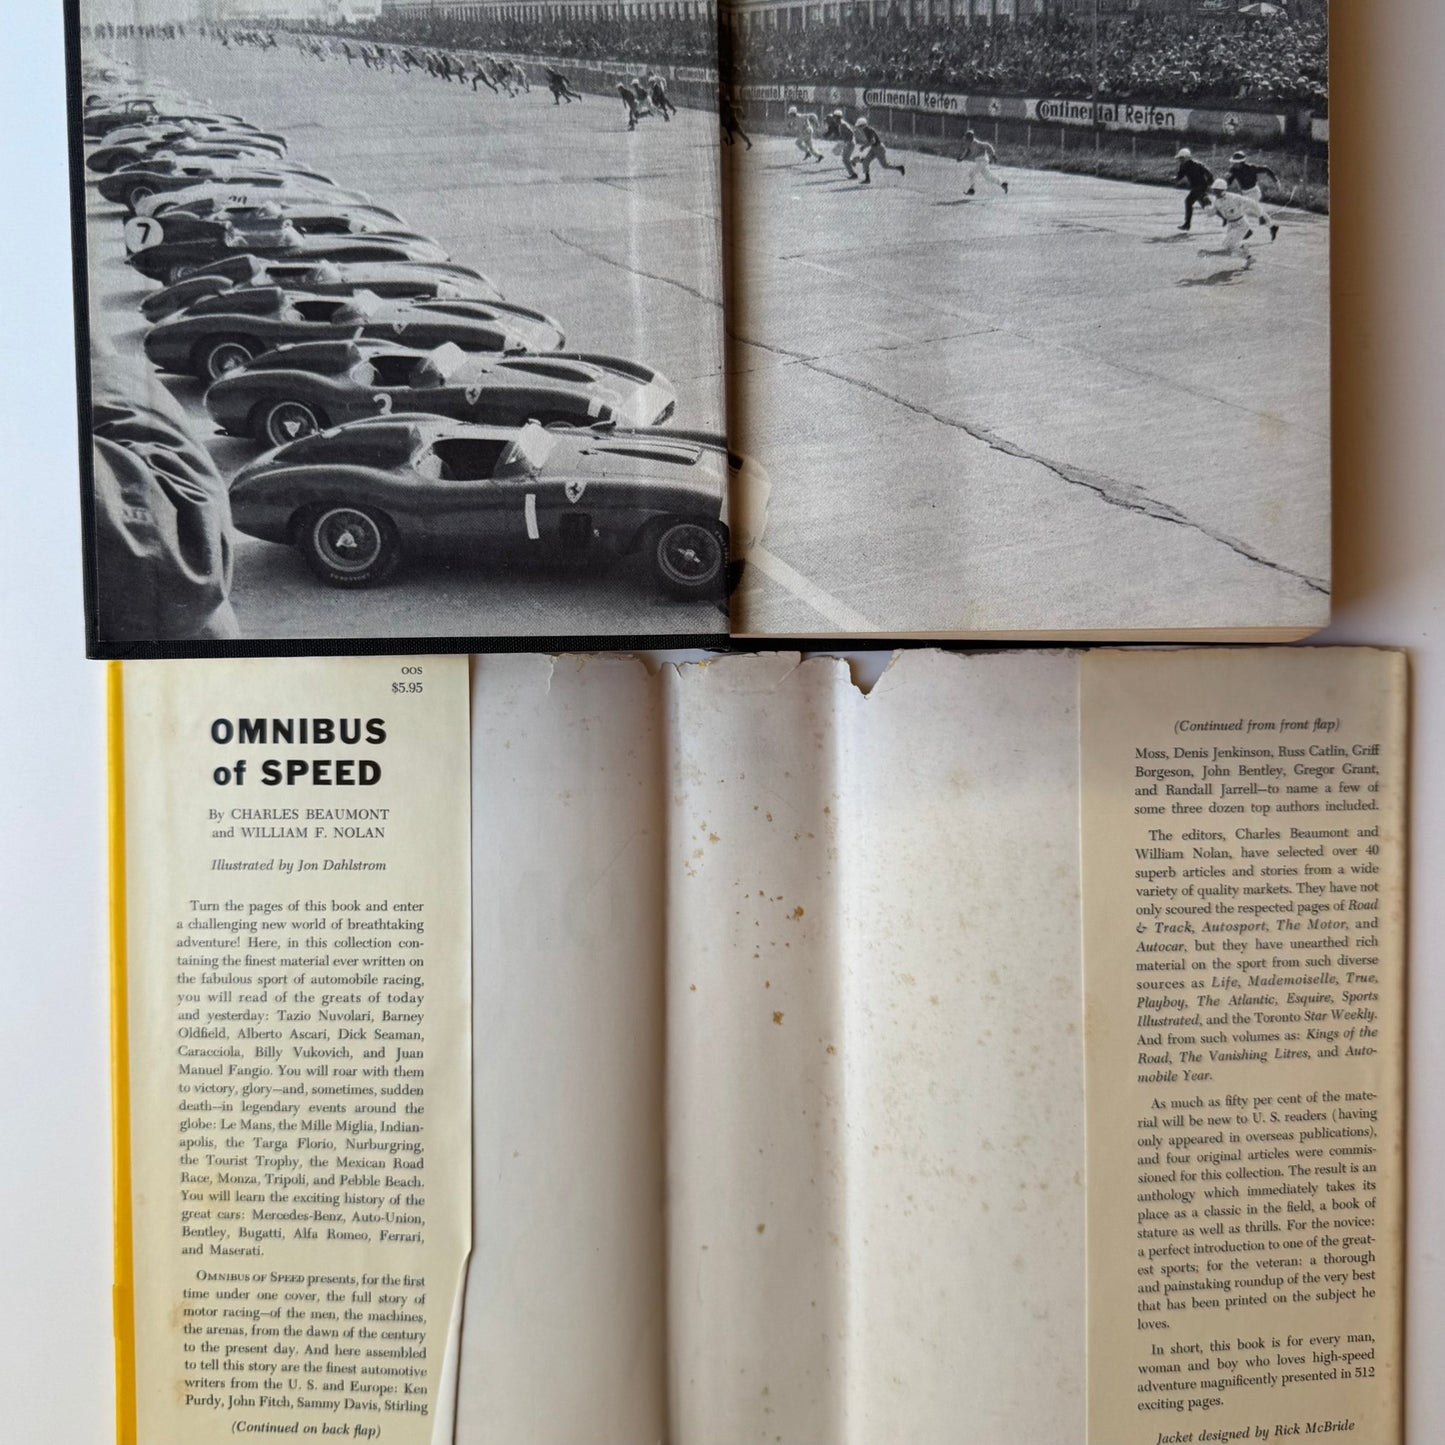 Continental Reifen
Continental Reifen
Continental Reifen
7
3
1
OOS
$5.95
OMNIBUS
of SPEED
By CHARLES BEAUMONT
and WILLIAM F. NOLAN
Illustrated by Jon Dahlstrom
Turn the pages of this book and enter
a challenging new world of breathtaking
adventure! Here, in this collection con-
taining the finest material ever written on
the fabulous sport of automobile racing,
you will read of the greats of today
and yesterday: Tazio Nuvolari, Barney
Oldfield, Alberto Ascari, Dick Seaman,
Caracciola, Billy Vukovich, and Juan
Manuel Fangio. You will roar with them
to victory, glory—and, sometimes, sudden
death—in legendary events around the
globe: Le Mans, the Mille Miglia, Indian-
apolis, the Targa Florio, Nurburgring,
the Tourist Trophy, the Mexican Road
Race, Monza, Tripoli, and Pebble Beach.
You will learn the exciting history of the
great cars: Mercedes-Benz, Auto-Union,
Bentley, Bugatti, Alfa Romeo, Ferrari,
and Maserati.
OMNIBUS OF SPEED presents, for the first
time under one cover, the full story of
motor racing—of the men, the machines,
the arenas, from the dawn of the century
to the present day. And here assembled
to tell this story are the finest automotive
writers from the U. S. and Europe: Ken
Purdy, John Fitch, Sammy Davis, Stirling
(Continued on back flap)
(Continued from front flap)
Moss, Denis Jenkinson, Russ Catlin, Griff
Borgeson, John Bentley, Gregor Grant,
and Randall Jarrell—to name a few of
some three dozen top authors included.
The editors, Charles Beaumont and
William Nolan, have selected over 40
superb articles and stories from a wide
variety of quality markets. They have not
only scoured the respected pages of Road
& Track, Autosport, The Motor, and
Autocar, but they have unearthed rich
material on the sport from such diverse
sources as Life, Mademoiselle, True,
Playboy, The Atlantic, Esquire, Sports
Illustrated, and the Toronto Star Weekly.
And from such volumes as: Kings of the
Road, The Vanishing Litres, and Auto-
mobile Year.
As much as fifty per cent of the mate-
rial will be new to U. S. readers (having
only appeared in overseas publications),
and four original articles were commis-
sioned for this collection. The result is an
anthology which immediately takes its
place as a classic in the field, a book of
stature as well as thrills. For the novice:
a perfect introduction to one of the great-
est sports; for the veteran: a thorough
and painstaking roundup of the very best
that has been printed on the subject he
loves.
In short, this book is for every man,
woman and boy who loves high-speed
adventure magnificently presented in 512
exciting pages.
Jacket designed by Rick McBride